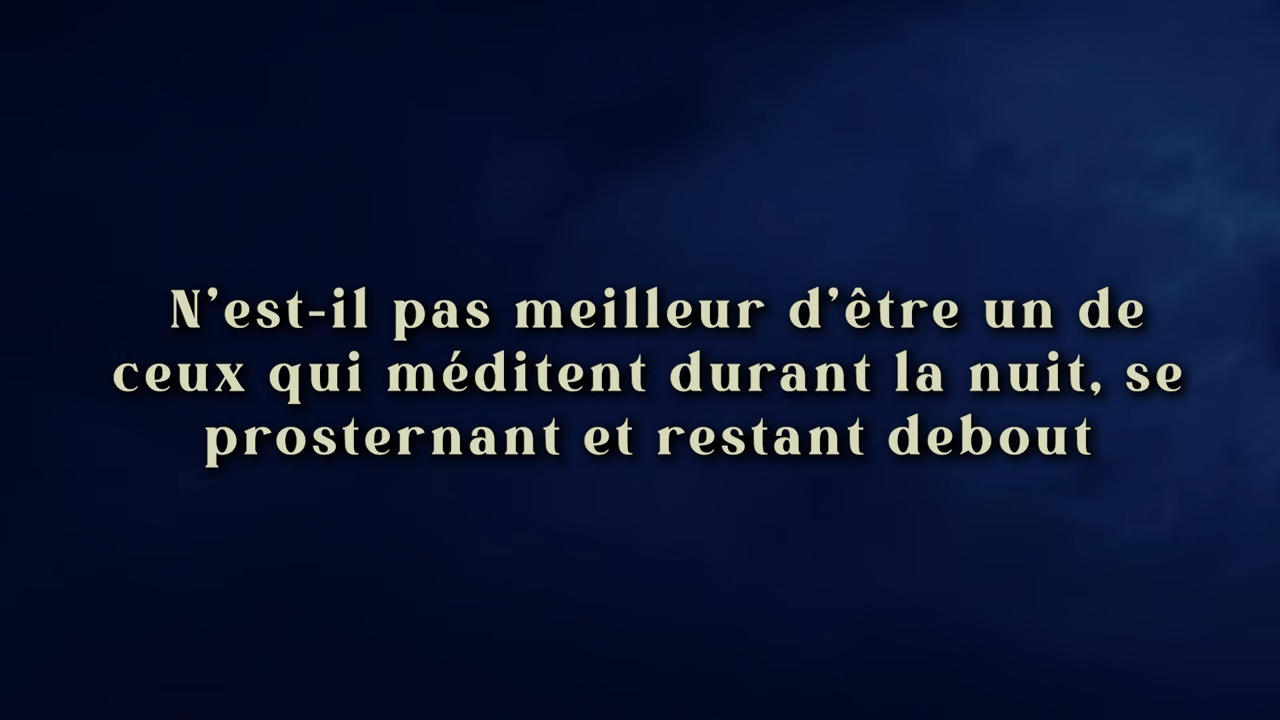 N’est-il pas meilleur d’être un de
ceux qui méditent durant la nuit, se
prosternant et restant debout